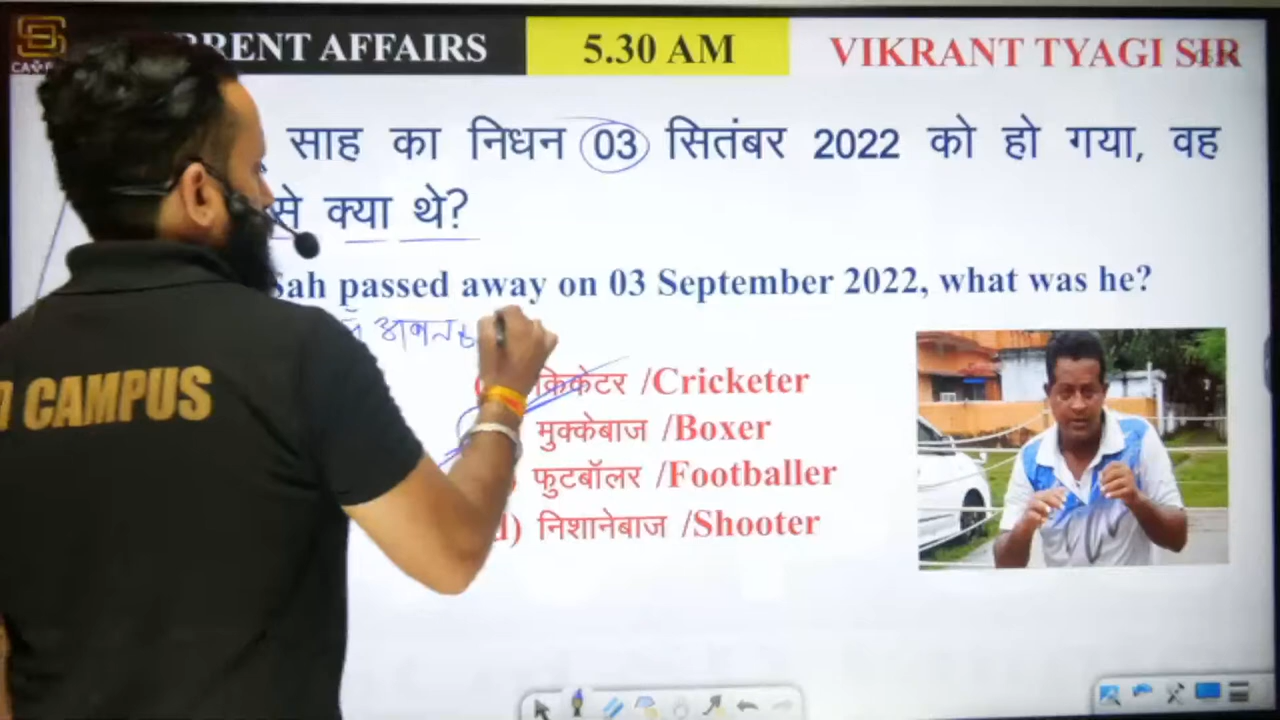 RRENT AFFAIRS
5.30 AM
VIKRANT TYAGI SIR
साह का निधन 03 सितंबर 2022 को हो गया, वह
से क्या थे?
Sah passed away on 03 September 2022, what was he?
क्रिकेटर /Cricketer
मुक्केबाज /Boxer
फुटबॉलर /Footballer
d) निशानेबाज /Shooter
CAMPUS